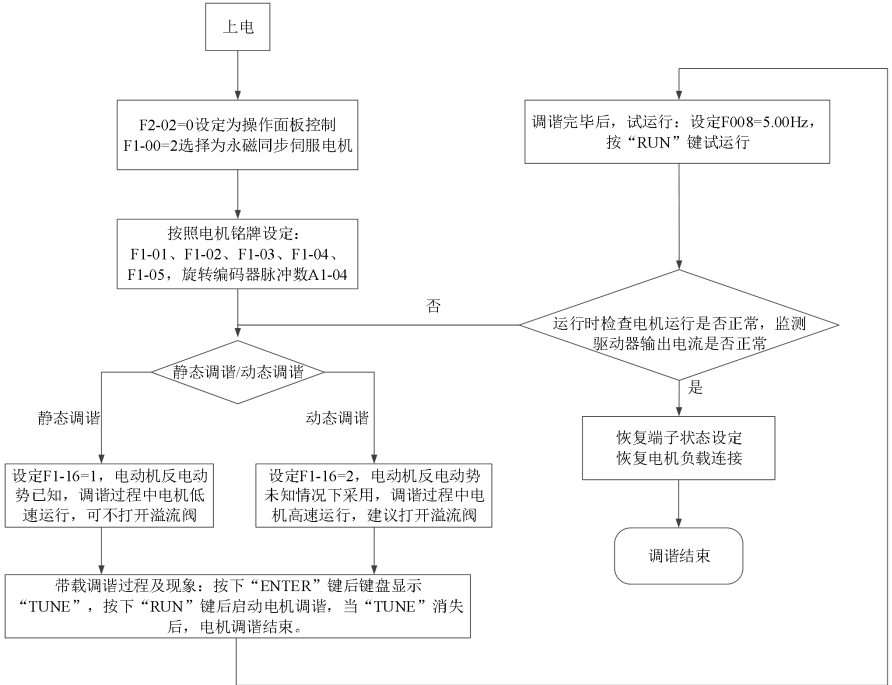 上电
F2-02=0设定为操作面板控制
F1-00=2选择为永磁同步伺服电机
按照电机铭牌设定：
F1-01、F1-02、F1-03、F1-04、
F1-05，旋转编码器脉冲数A1-04
静态调谐/动态调谐
静态调谐
动态调谐
设定F1-16=1，电动机反电动
势已知，调谐过程中电机低
速运行，可不打开溢流阀
设定F1-16=2，电动机反电动势
未知情况下采用，调谐过程中电
机高速运行，建议打开溢流阀
带载调谐过程及现象：按下“ENTER”键后键盘显示
“TUNE”，按下“RUN”键后启动电机调谐，当“TUNE”消失
后，电机调谐结束。
调谐完毕后，试运行：设定F008=5.00Hz，
按“RUN”键试运行
运行时检查电机运行是否正常，监测
驱动器输出电流是否正常
否
是
恢复端子状态设定
恢复电机负载连接
调谐结束